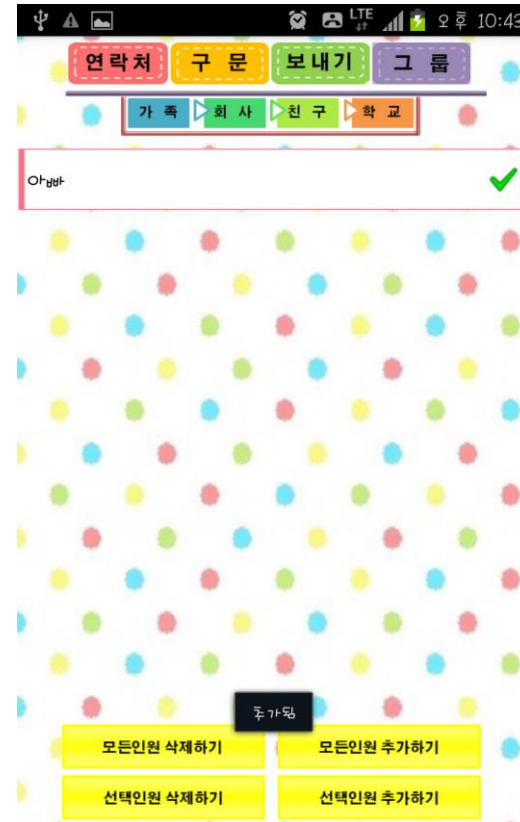 LTE 오후 10:43
연락처 구 문 보내기 그 룹
가 족 회 사 친 구 학 교
아빠
추가됨
모든인원 삭제하기 모든인원 추가하기
선택인원 삭제하기 선택인원 추가하기